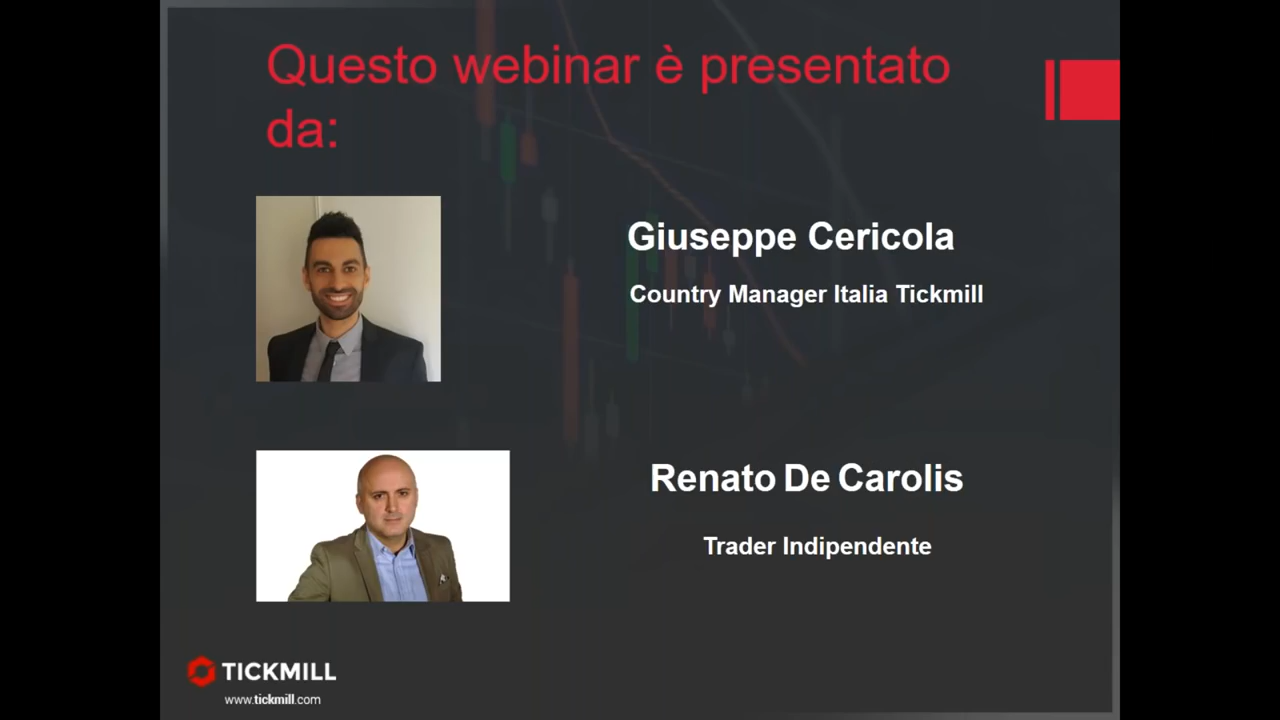 Questo webinar è presentato
da:
Giuseppe Cericola
Country Manager Italia Tickmill
Renato De Carolis
Trader Indipendente
TICKMILL
www.tickmill.com